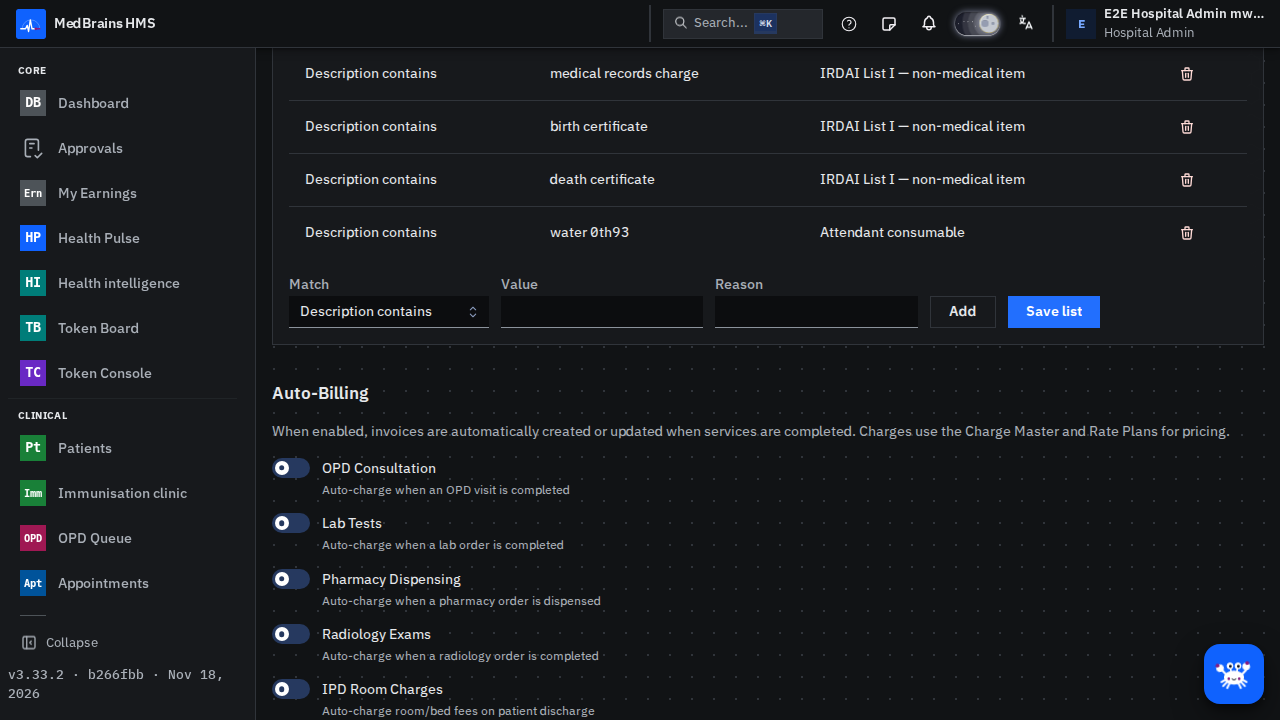 MedBrains HMS
Search... ⌘K
E2E Hospital Admin mw...
E
Hospital Admin
CORE
DB Dashboard
Approvals
Ern My Earnings
HP Health Pulse
HI Health intelligence
TB Token Board
TC Token Console
CLINICAL
Pt Patients
Imm Immunisation clinic
OPD OPD Queue
Apt Appointments
Collapse
v3.33.2 · b266fbb · Nov 18,
2026
Description contains medical records charge IRDAI List I — non-medical item
Description contains birth certificate IRDAI List I — non-medical item
Description contains death certificate IRDAI List I — non-medical item
Description contains water 0th93 Attendant consumable
Match Value Reason
Description contains Add Save list
Auto-Billing
When enabled, invoices are automatically created or updated when services are completed. Charges use the Charge Master and Rate Plans for pricing.
OPD Consultation
Auto-charge when an OPD visit is completed
Lab Tests
Auto-charge when a lab order is completed
Pharmacy Dispensing
Auto-charge when a pharmacy order is dispensed
Radiology Exams
Auto-charge when a radiology order is completed
IPD Room Charges
Auto-charge room/bed fees on patient discharge